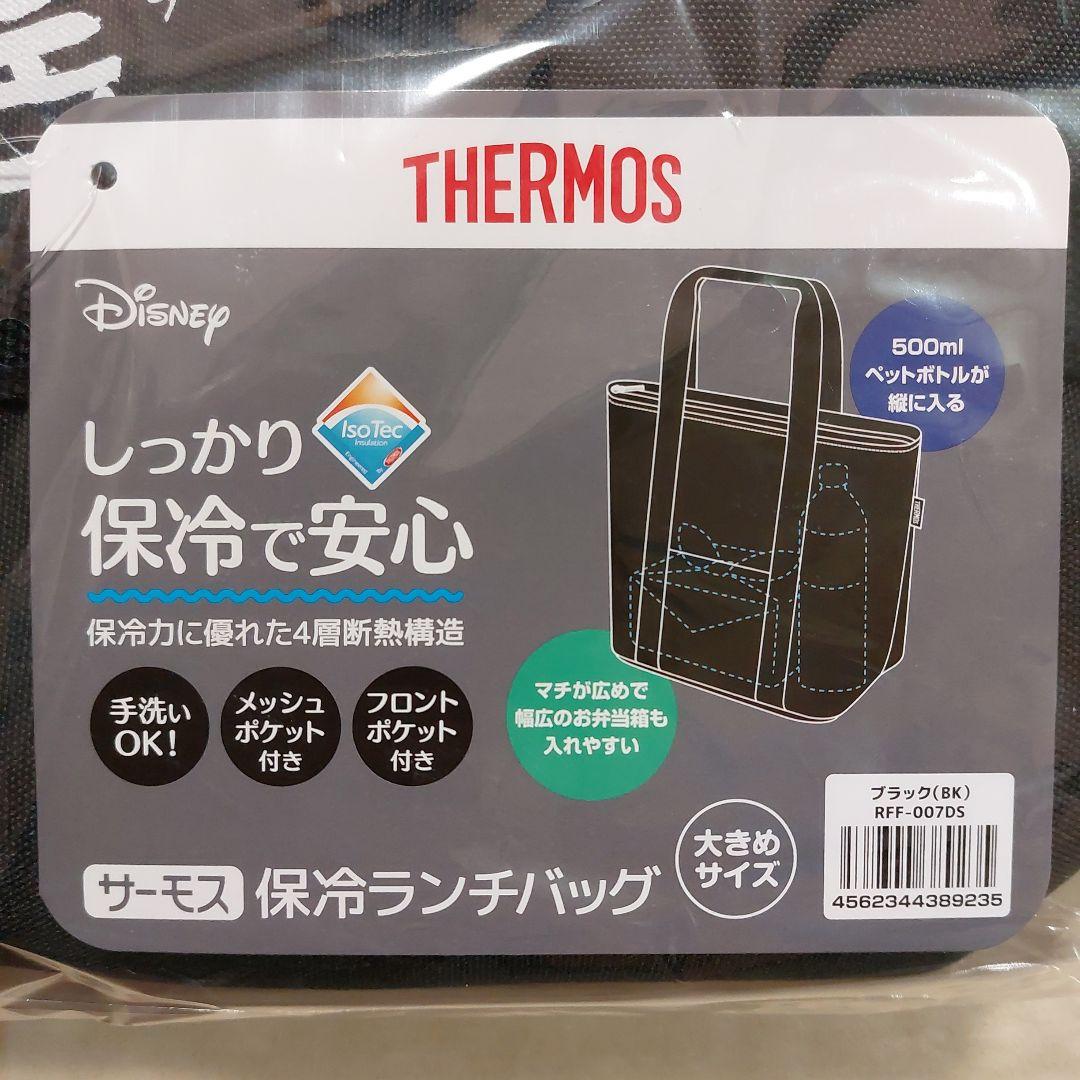 THERMOS
Disney
500ml
ペットボトルが
縦に入る
IsoTec
Insulation
しっかり
保冷で安心
保冷力に優れた4層断熱構造
THERMOS
手洗い
OK!
メッシュ
ポケット
付き
フロント
ポケット
付き
マチが広めで
幅広のお弁当箱も
入れやすい
ブラック(BK)
RFF-007DS
4562344389235
大きめ
サイズ
サーモス 保冷ランチバッグ